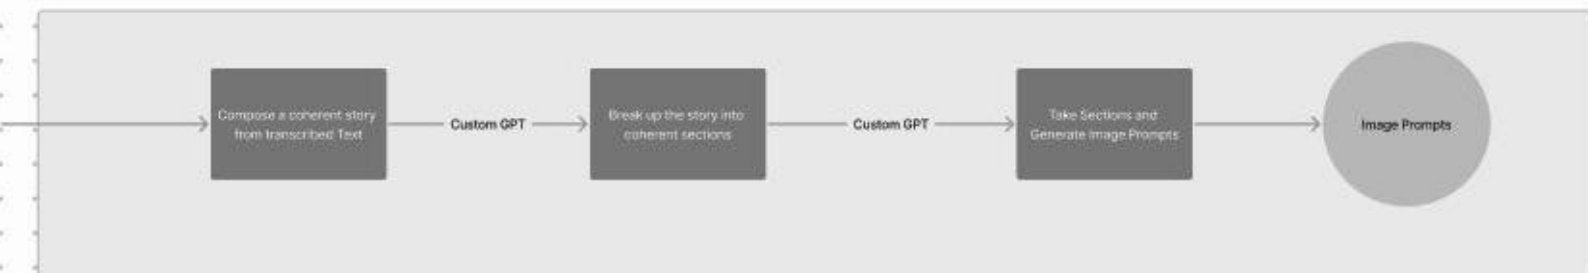 Compose a coherent story
from transcribed Text
Custom GPT
Break up the story into
coherent sections
Custom GPT
Take Sections and
Generate Image Prompts
Image Prompts